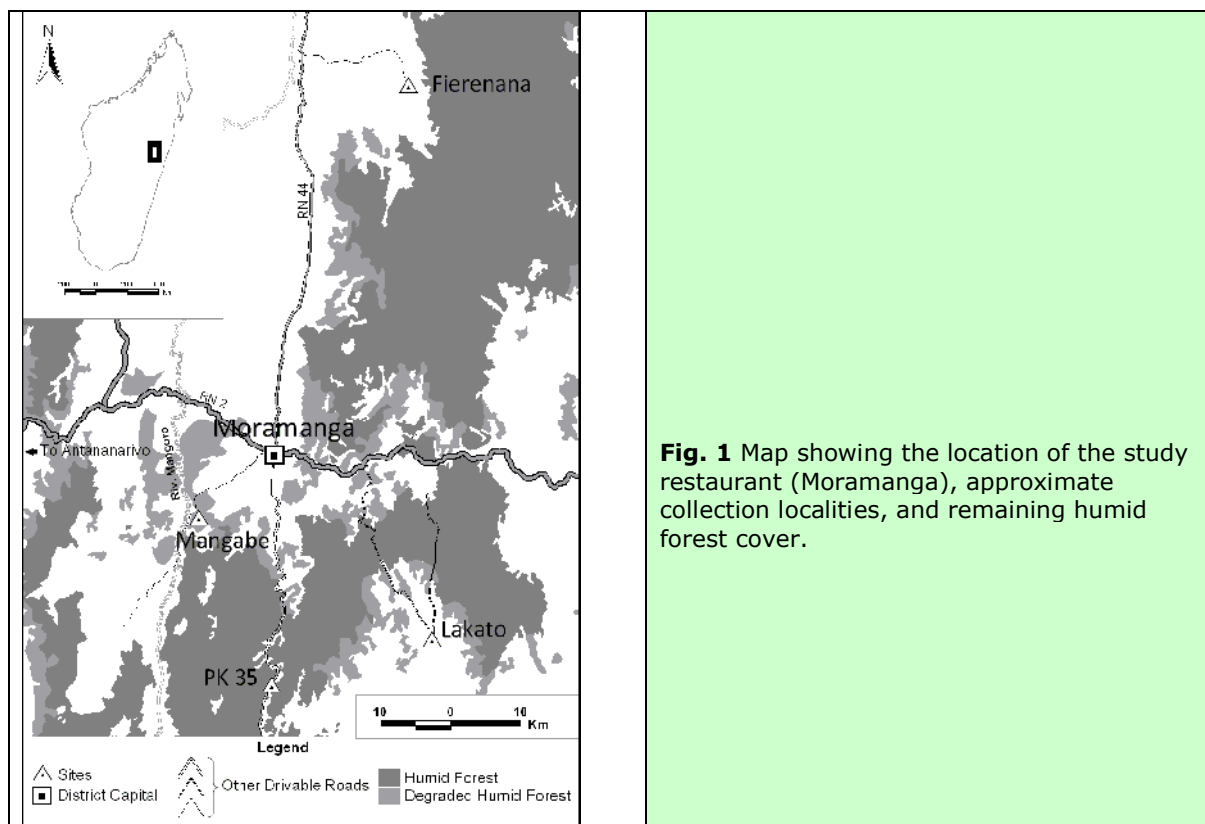 N
Fierenana
RN 44
RN 2
Moramanga
To Antananarivo
Riv. Mangoro
Mangabe
Lakato
PK 35
10 0 10
Km
Legend
Sites
District Capital
Other Drivable Roads
Humid Forest
Degraded Humid Forest
Fig. 1 Map showing the location of the study
restaurant (Moramanga), approximate
collection localities, and remaining humid
forest cover.